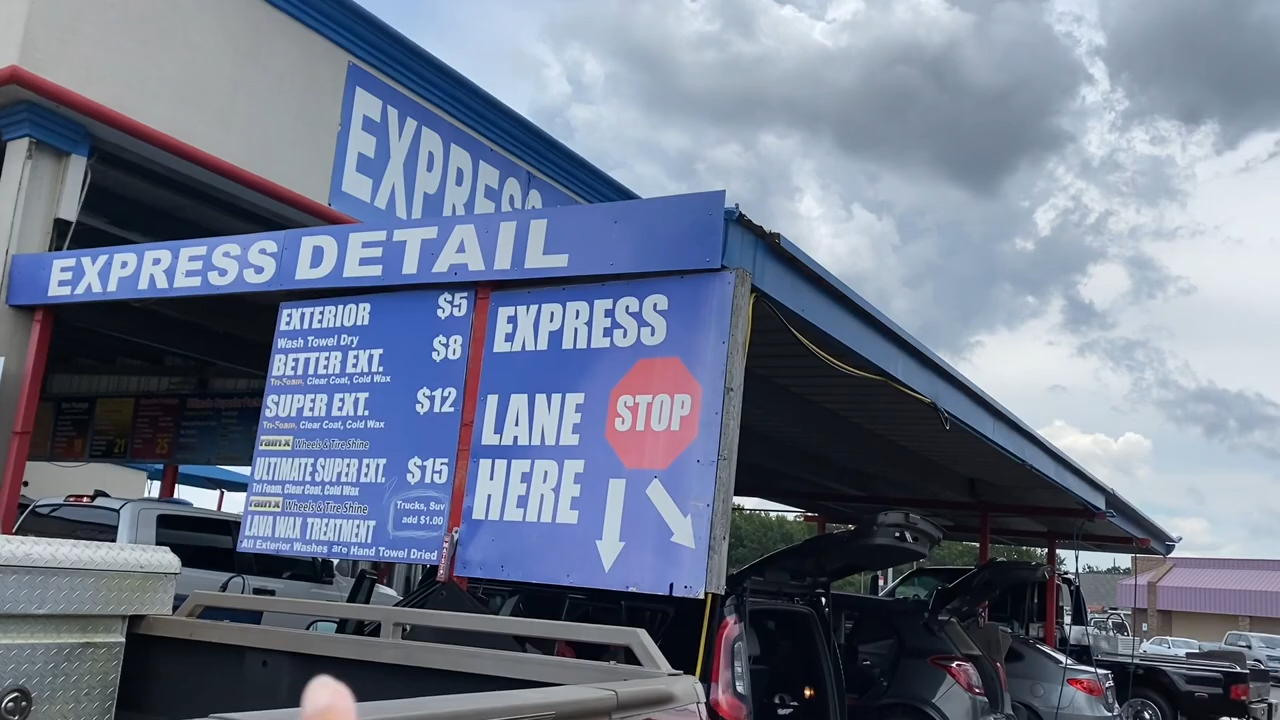 EXPRESS
EXPRESS DETAIL
EXTERIOR $5
Wash Towel Dry
BETTER EXT. $8
Tri-Foam, Clear Coat, Cold Wax
SUPER EXT. $12
Tri-Foam, Clear Coat, Cold Wax
rain-x Wheels & Tire Shine
ULTIMATE SUPER EXT. $15
Tri Foam, Clear Coat, Cold Wax
rain-x Wheels & Tire Shine
LAVA WAX TREATMENT
Trucks, Suv
add $1.00
All Exterior Washes are Hand Towel Dried
EXPRESS
LANE
HERE
STOP
21
25